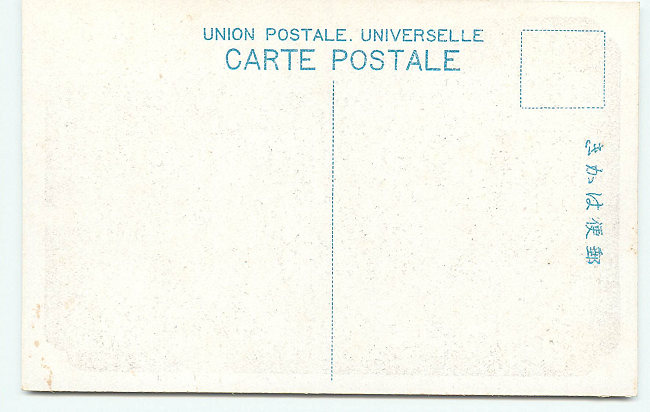 UNION POSTALE. UNIVERSELLE
CARTE POSTALE
郵便はかき